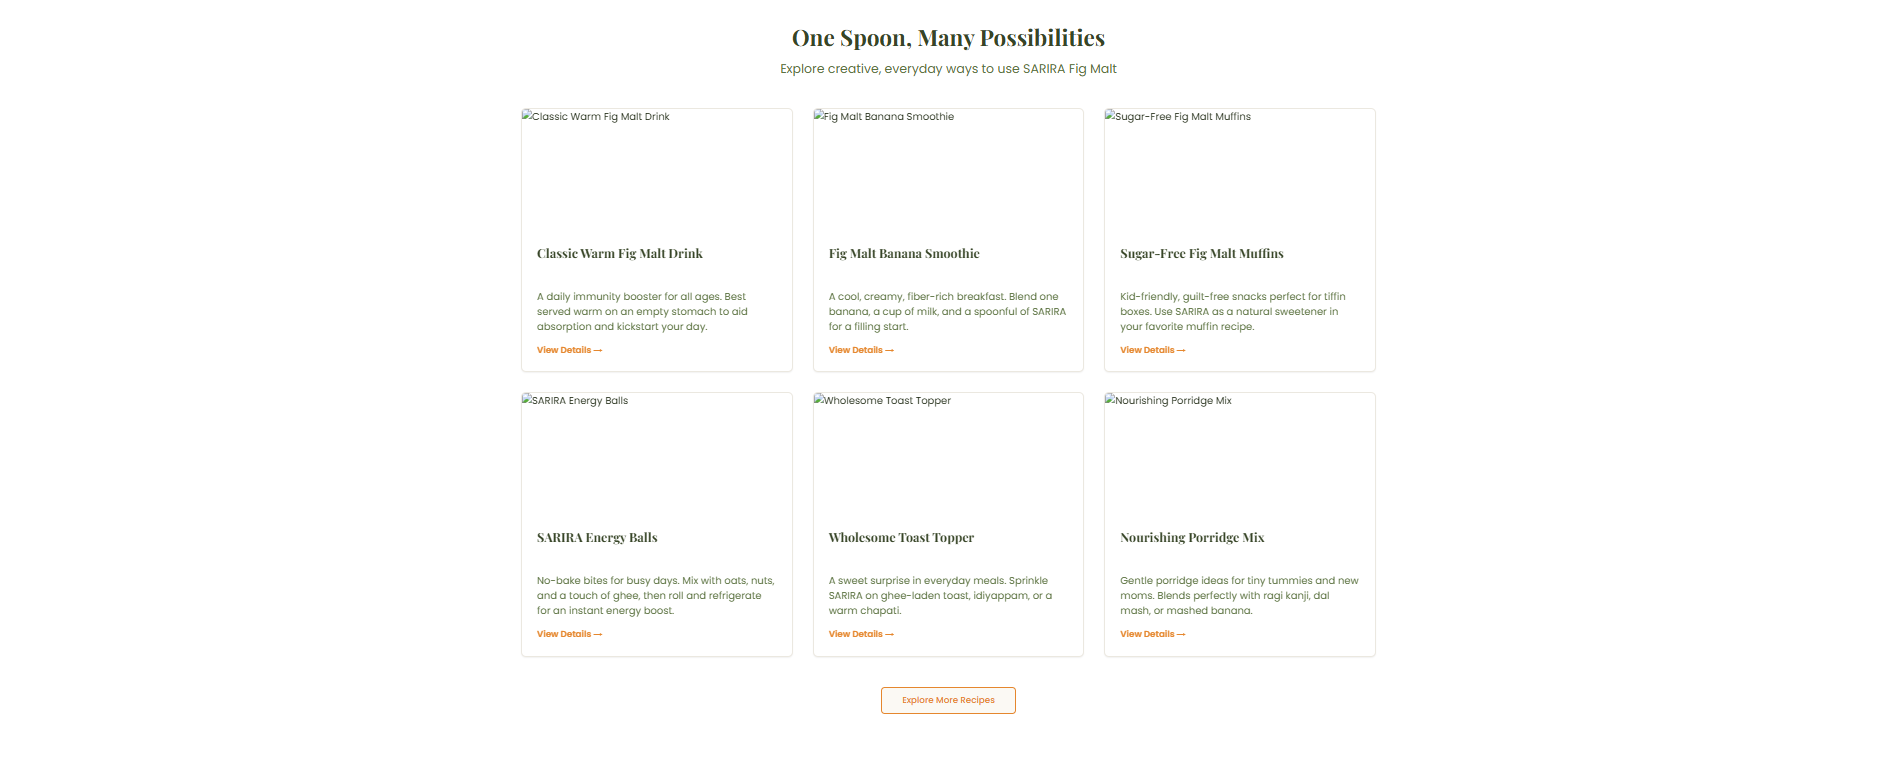 One Spoon, Many Possibilities
Explore creative, everyday ways to use SARIRA Fig Malt
Classic Warm Fig Malt Drink
Classic Warm Fig Malt Drink
A daily immunity booster for all ages. Best
served warm on an empty stomach to aid
absorption and kickstart your day.
View Details →
Fig Malt Banana Smoothie
Fig Malt Banana Smoothie
A cool, creamy, fiber-rich breakfast. Blend one
banana, a cup of milk, and a spoonful of SARIRA
for a filling start.
View Details →
Sugar-Free Fig Malt Muffins
Sugar-Free Fig Malt Muffins
Kid-friendly, guilt-free snacks perfect for tiffin
boxes. Use SARIRA as a natural sweetener in
your favorite muffin recipe.
View Details →
SARIRA Energy Balls
SARIRA Energy Balls
No-bake bites for busy days. Mix with oats, nuts,
and a touch of ghee, then roll and refrigerate
for an instant energy boost.
View Details →
Wholesome Toast Topper
Wholesome Toast Topper
A sweet surprise in everyday meals. Sprinkle
SARIRA on ghee-laden toast, idiyappam, or a
warm chapati.
View Details →
Nourishing Porridge Mix
Nourishing Porridge Mix
Gentle porridge ideas for tiny tummies and new
moms. Blends perfectly with ragi kanji, dal
mash, or mashed banana.
View Details →
Explore More Recipes